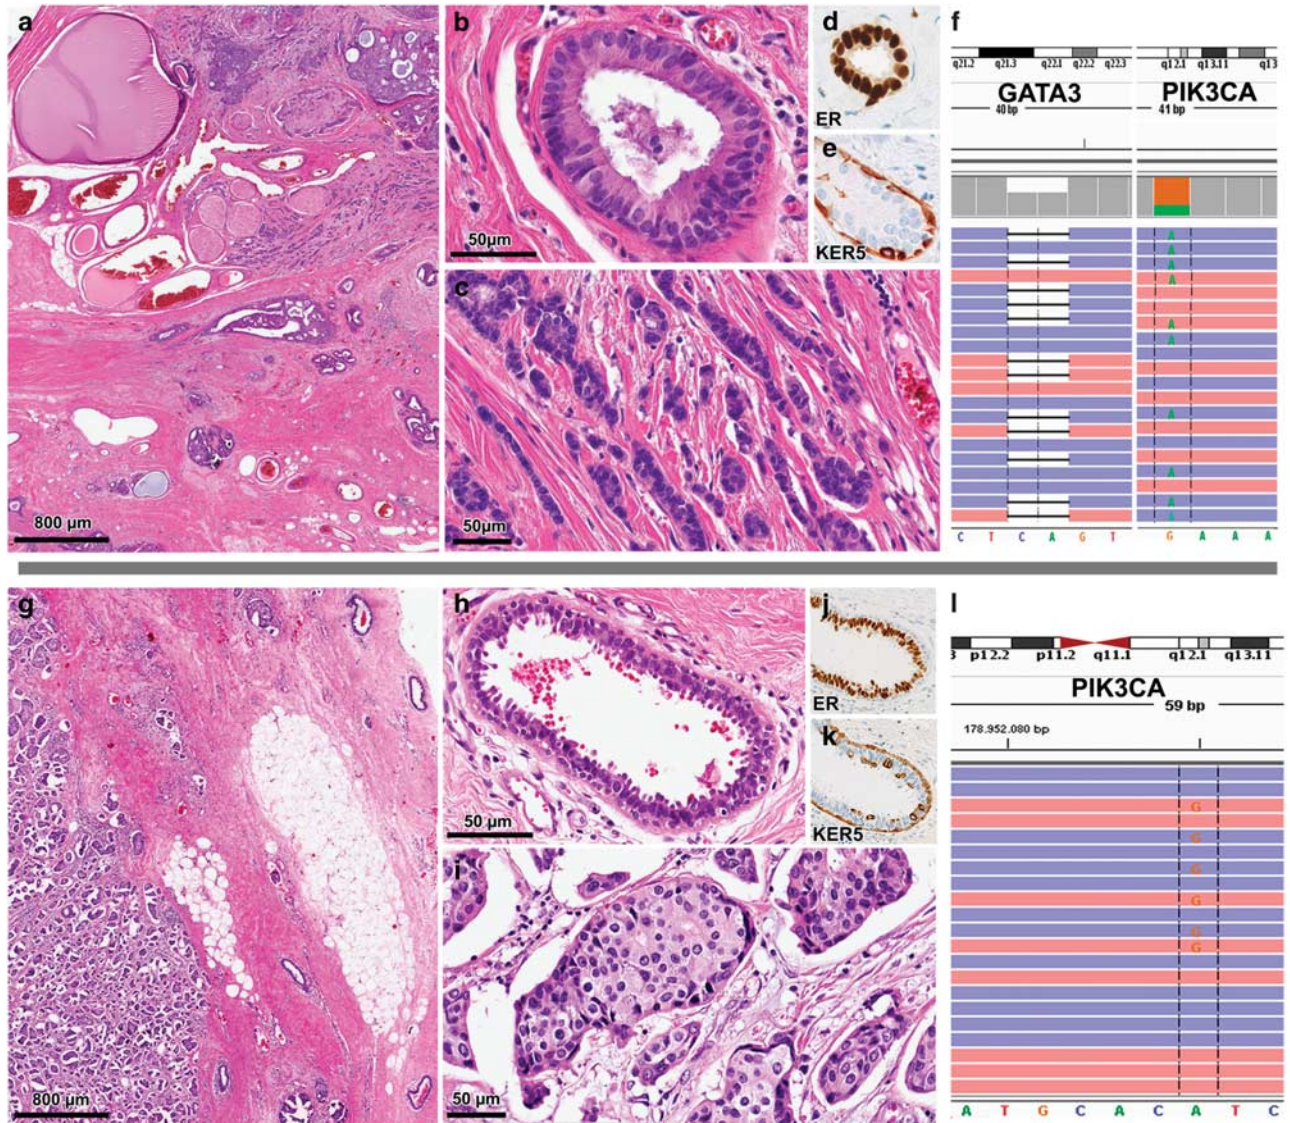 a
800 µm
b
50µm
c
50µm
d
ER
e
KER5
f
q21.2 q21.3 q22.1 q22.2 q22.3
q12.1 q13.11 q13
GATA3
PIK3CA
40 bp
41 bp
A
A
A
A
A
A
A
A
A
A
C T C A G T
G A A A
g
800 µm
h
50 µm
i
50 µm
j
ER
k
KER5
l
3 p12.2 p11.2 q11.1 q12.1 q13.11
PIK3CA
59 bp
178.952.080 bp
G
G
G
G
G
G
A T G C A C A T C